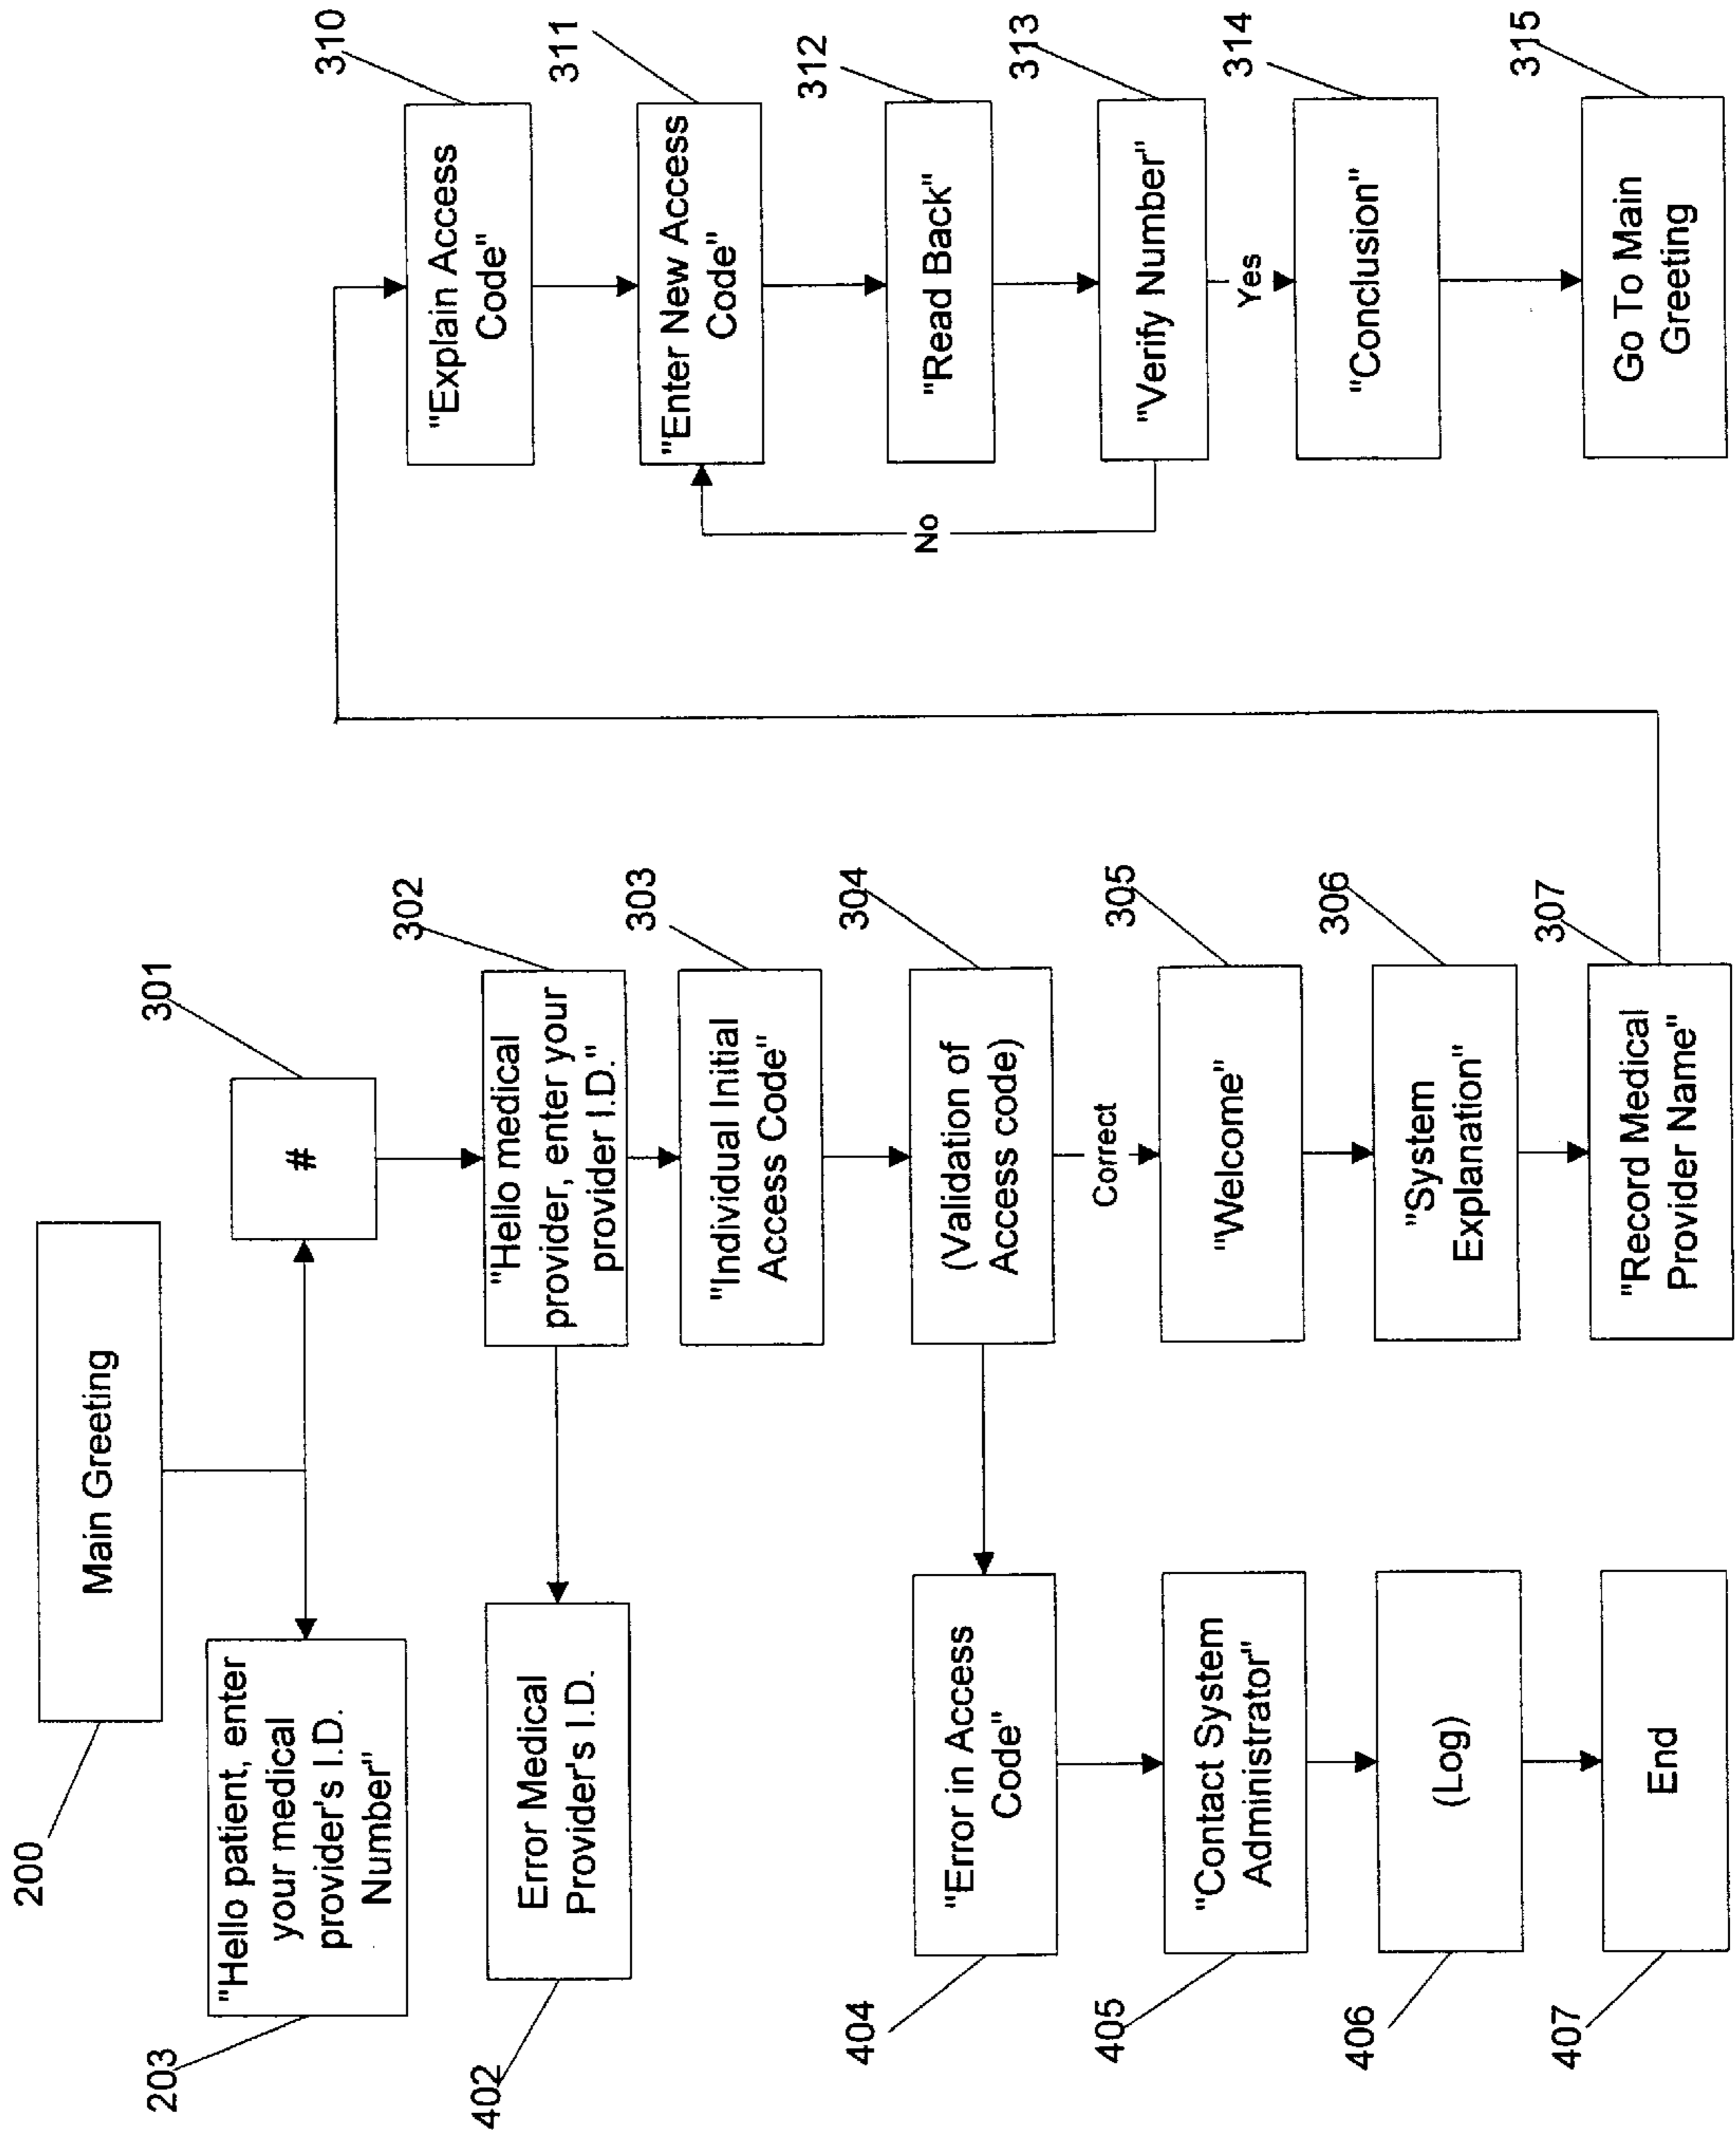 200
Main Greeting
203
"Hello patient, enter
your medical
provider's I.D.
Number"
301
#
302
"Hello medical
provider, enter your
provider I.D."
402
Error Medical
Provider's I.D.
303
"Individual Initial
Access Code"
304
(Validation of
Access code)
Correct
404
"Error in Access
Code"
305
"Welcome"
405
"Contact System
Administrator"
306
"System
Explanation"
406
(Log)
307
"Record Medical
Provider Name"
407
End
310
"Explain Access
Code"
311
"Enter New Access
Code"
312
"Read Back"
313
"Verify Number"
No
Yes
314
"Conclusion"
315
Go To Main
Greeting